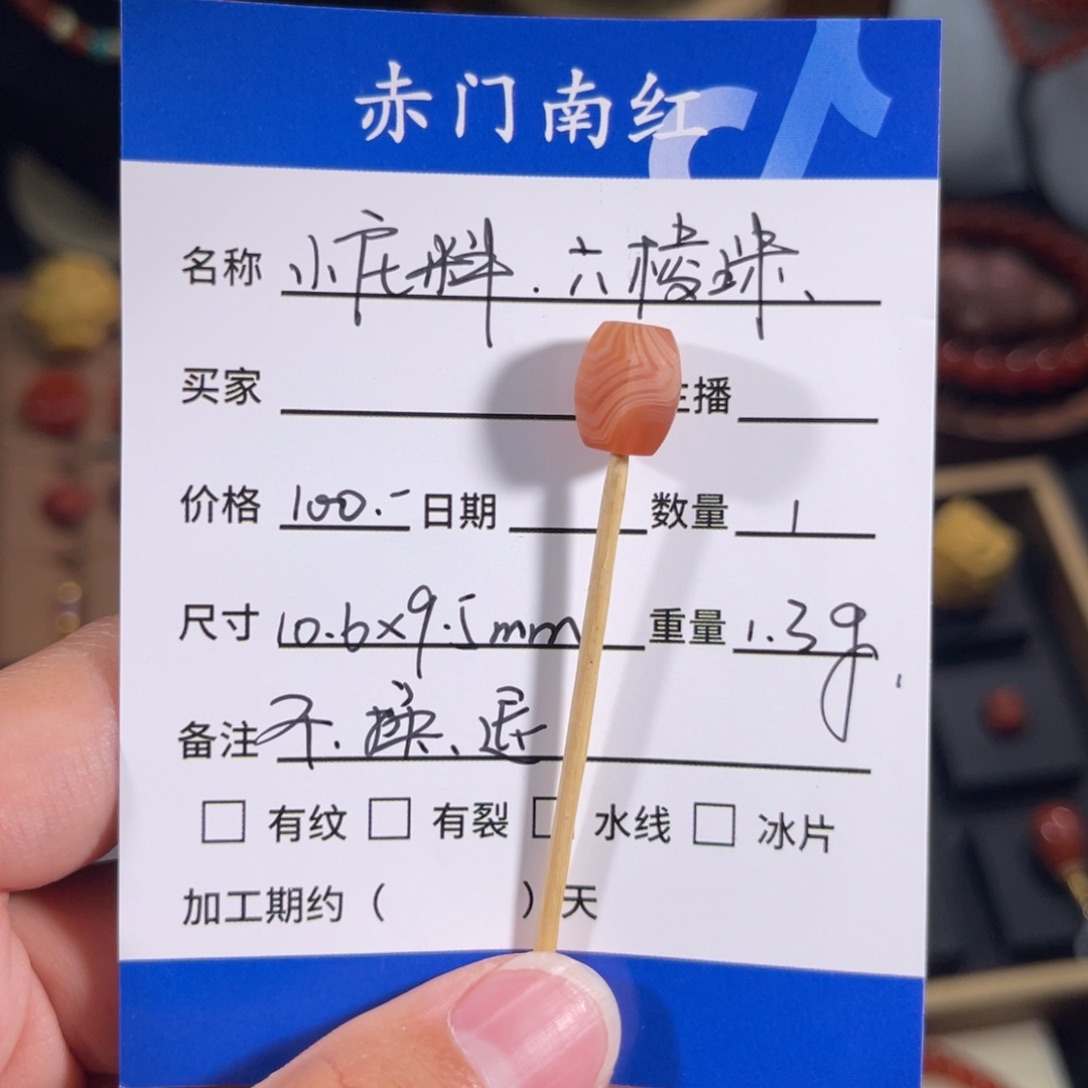 赤门南红
名称 小庄料.六棱珠、
买家 主播
价格 100.- 日期 数量 1
尺寸 10.6×9.5mm 重量 1.3g.
备注 不.换.退
□ 有纹 □ 有裂 □ 水线 □ 冰片
加工期约（ ）天